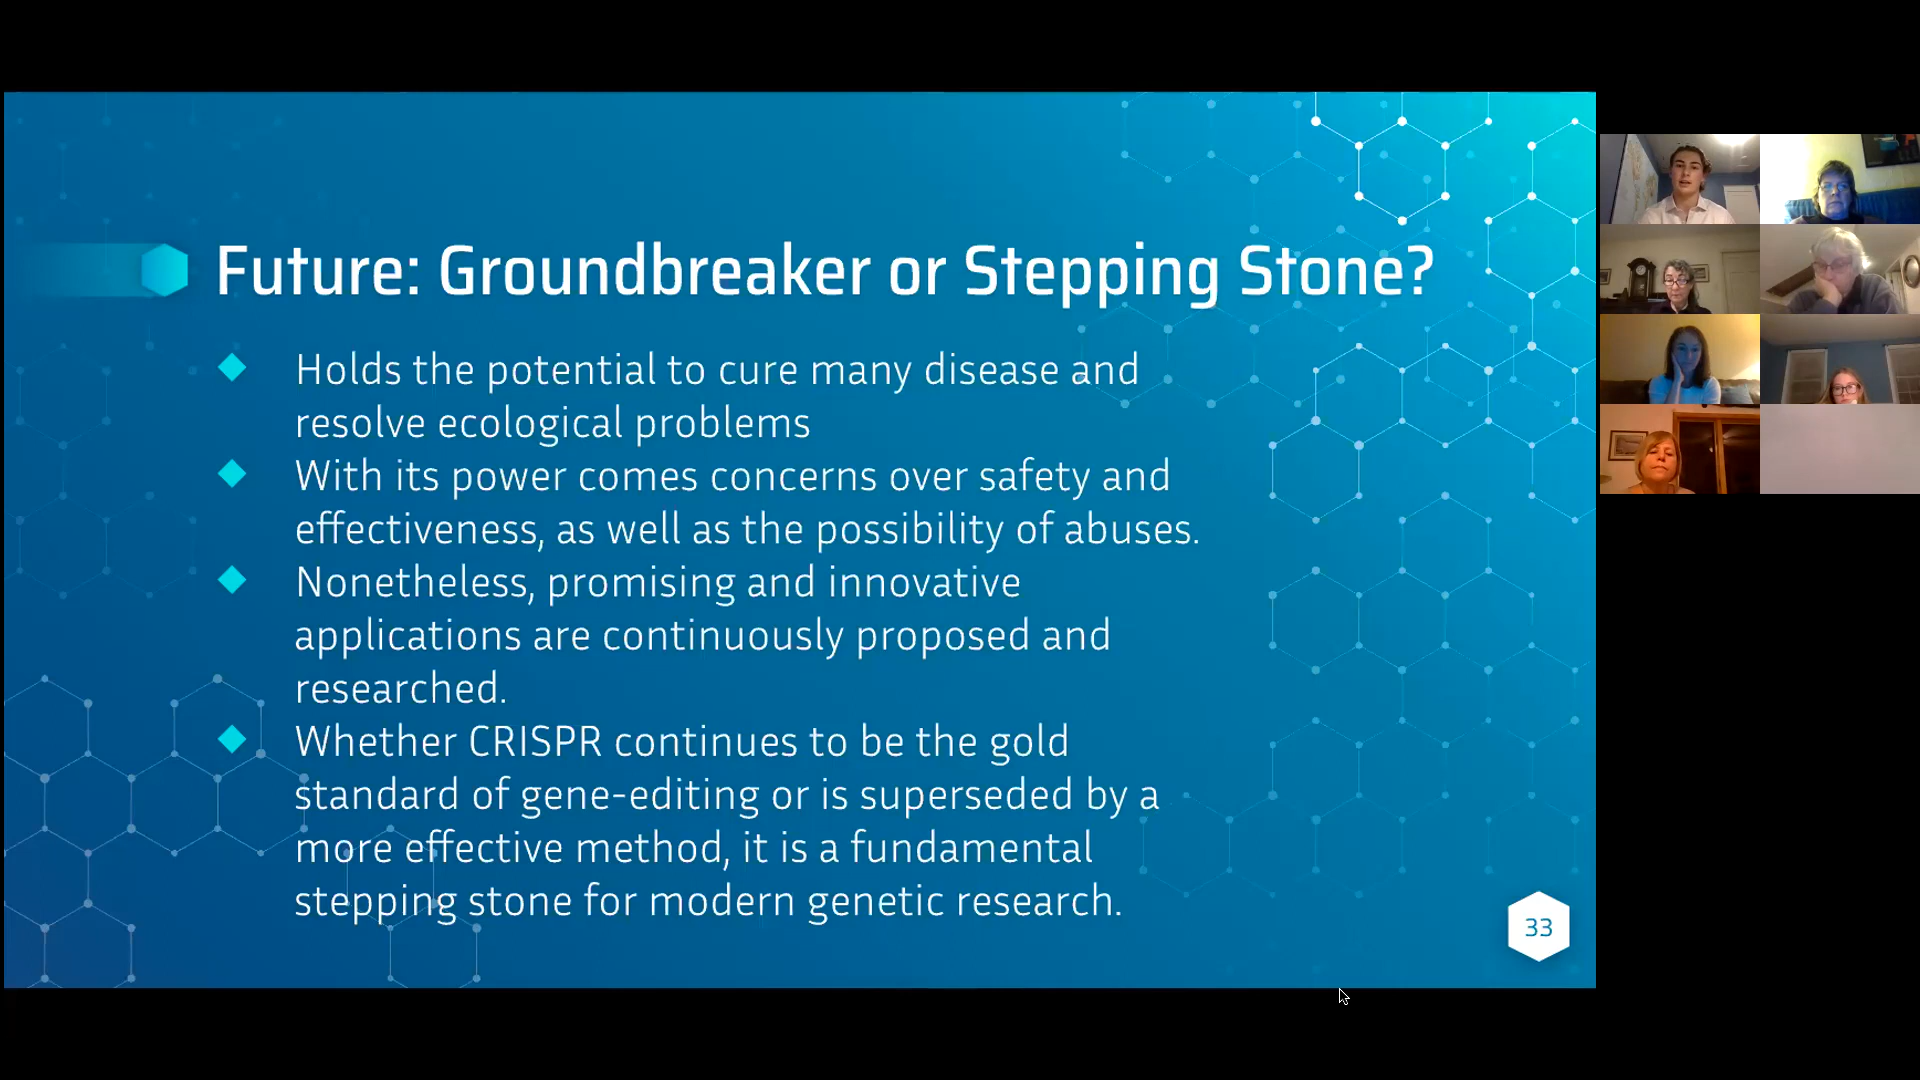 Future: Groundbreaker or Stepping Stone?
Holds the potential to cure many disease and
resolve ecological problems
With its power comes concerns over safety and
effectiveness, as well as the possibility of abuses.
Nonetheless, promising and innovative
applications are continuously proposed and
researched.
Whether CRISPR continues to be the gold
standard of gene-editing or is superseded by a
more effective method, it is a fundamental
stepping stone for modern genetic research.
33